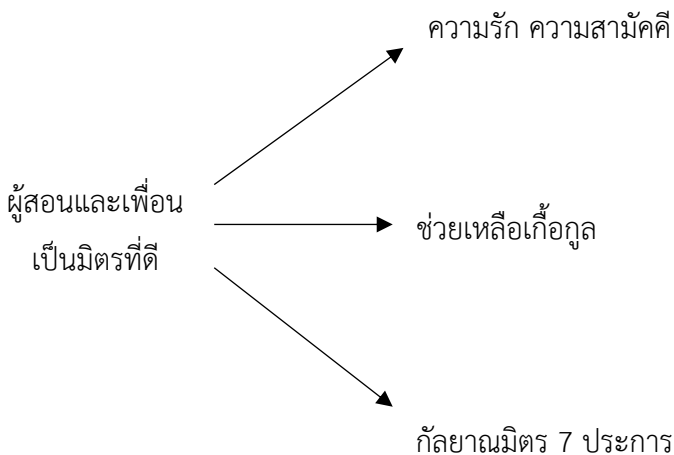 ความรัก ความสามัคคี
ผู้สอนและเพื่อน
เป็นมิตรที่ดี
ช่วยเหลือเกื้อกูล
กัลยาณมิตร 7 ประการ